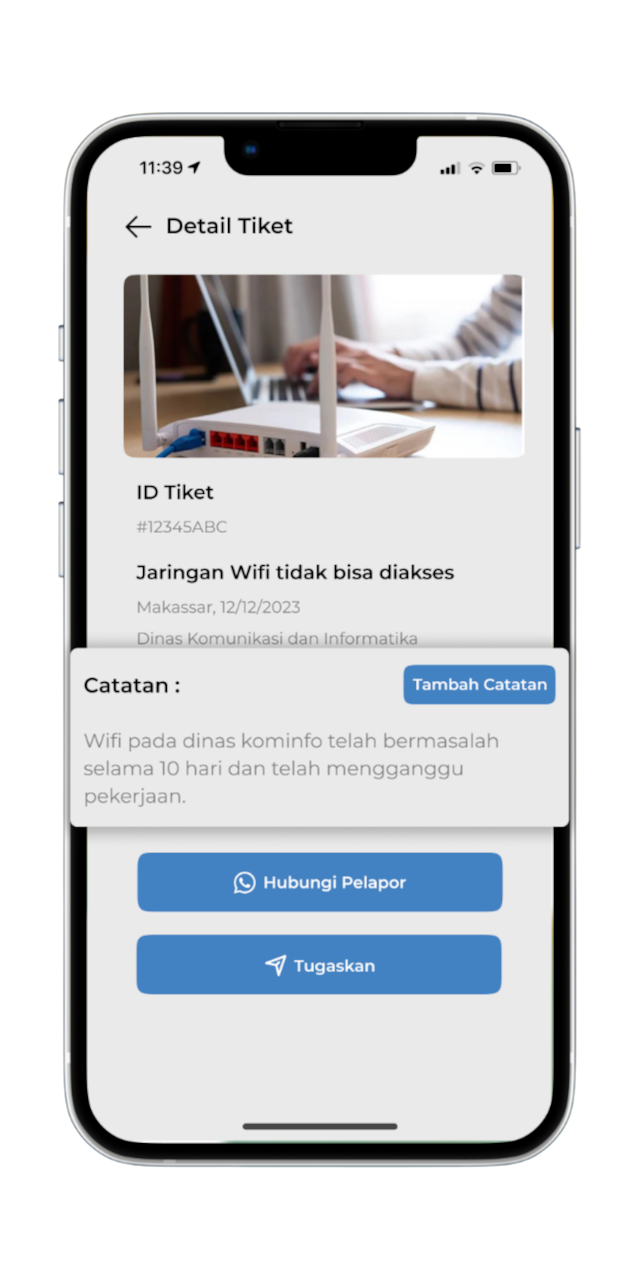 11:39
Detail Tiket
ID Tiket
#12345ABC
Jaringan Wifi tidak bisa diakses
Makassar, 12/12/2023
Dinas Komunikasi dan Informatika
Catatan :
Tambah Catatan
Wifi pada dinas kominfo telah bermasalah
selama 10 hari dan telah mengganggu
pekerjaan.
Hubungi Pelapor
Tugaskan